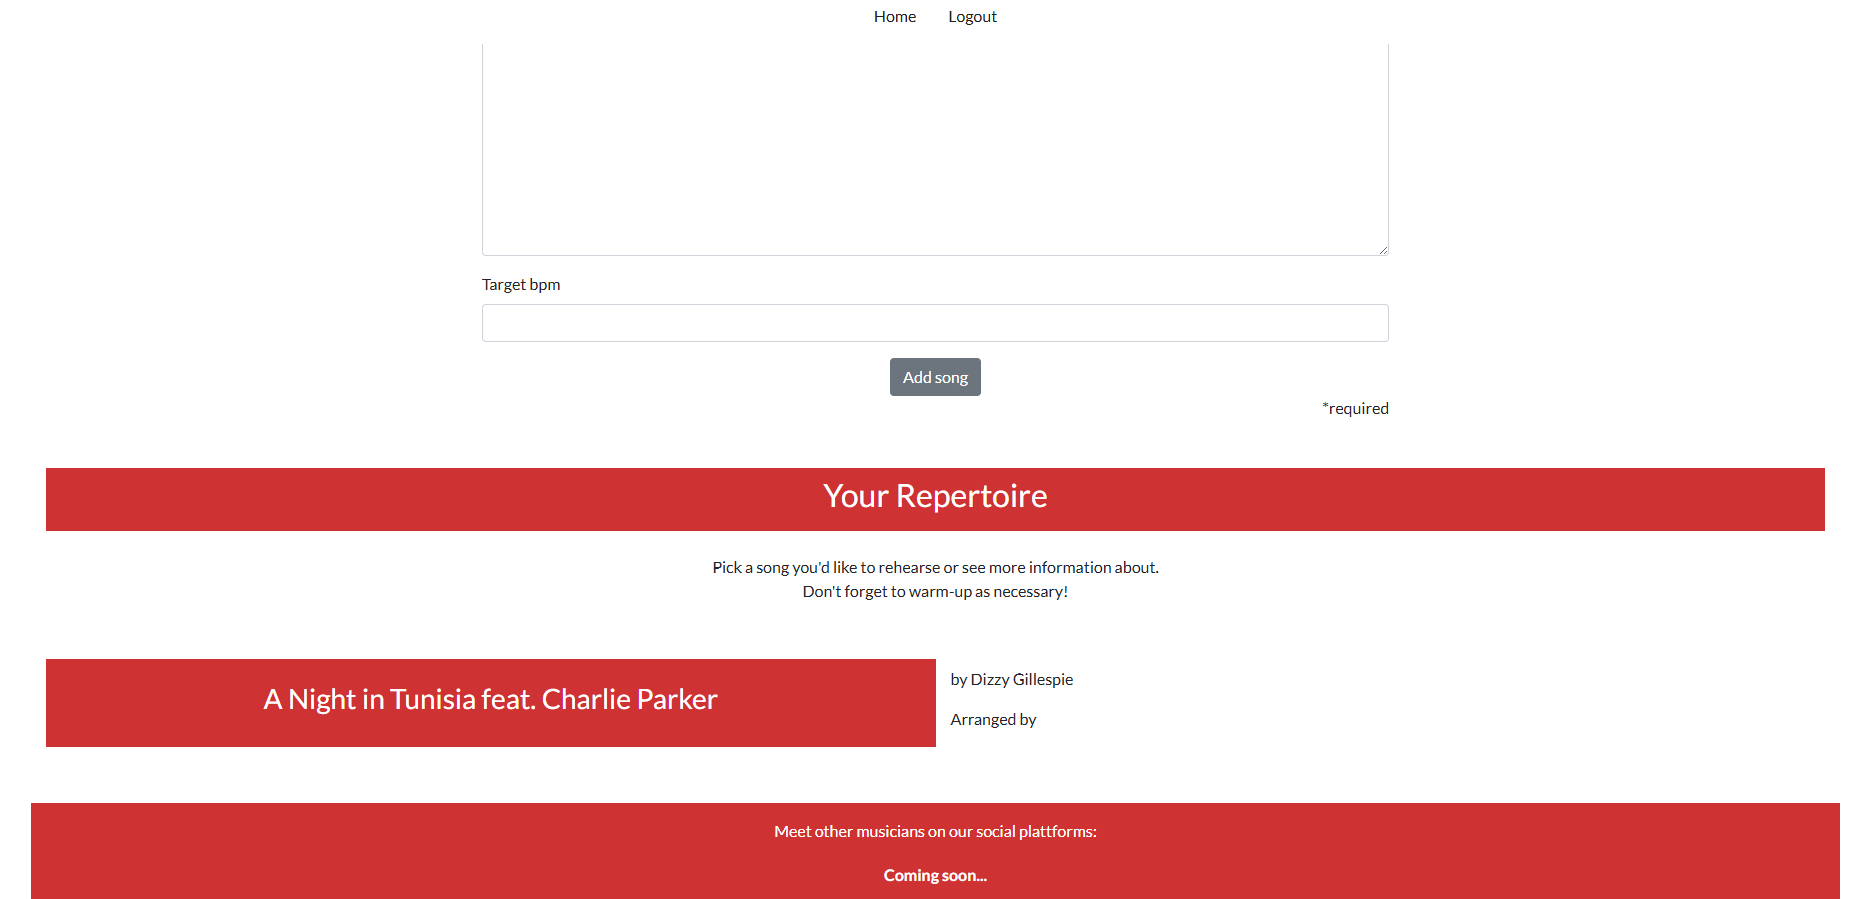 Home Logout
Target bpm
Add song
*required
Your Repertoire
Pick a song you'd like to rehearse or see more information about.
Don't forget to warm-up as necessary!
A Night in Tunisia feat. Charlie Parker
by Dizzy Gillespie
Arranged by
Meet other musicians on our social plattforms:
Coming soon...